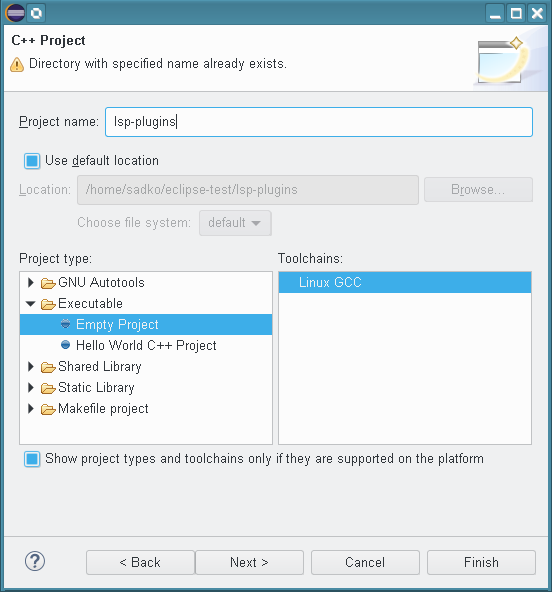 C++ Project
Directory with specified name already exists.
Project name: lsp-plugins
Use default location
Location: /home/sadko/eclipse-test/lsp-plugins Browse...
Choose file system: default
Project type: Toolchains:
GNU Autotools Linux GCC
Executable
Empty Project
Hello World C++ Project
Shared Library
Static Library
Makefile project
Show project types and toolchains only if they are supported on the platform
? < Back Next > Cancel Finish